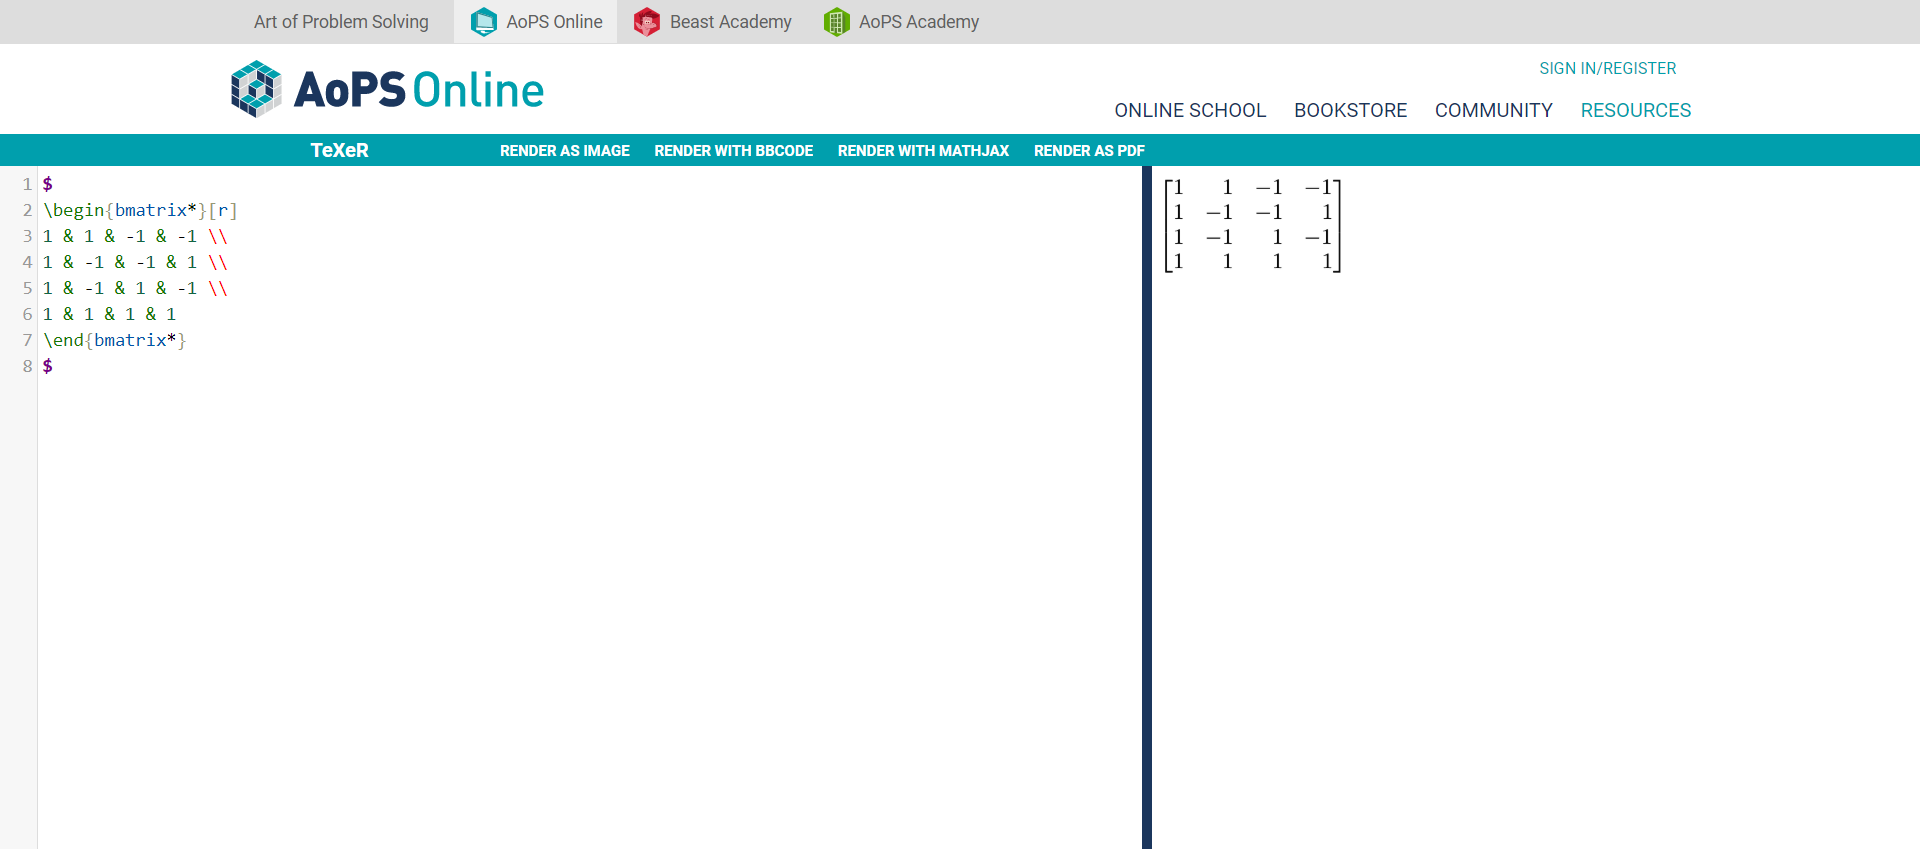 Art of Problem Solving AoPS Online Beast Academy AoPS Academy
AoPS Online
SIGN IN/REGISTER
ONLINE SCHOOL BOOKSTORE COMMUNITY RESOURCES
TeXeR RENDER AS IMAGE RENDER WITH BBCODE RENDER WITH MATHJAX RENDER AS PDF
1 $
2 \begin{bmatrix*}[r]
3 1 & 1 & -1 & -1 \\
4 1 & -1 & -1 & 1 \\
5 1 & -1 & 1 & -1 \\
6 1 & 1 & 1 & 1
7 \end{bmatrix*}
8 $
1 1 −1 −1
1 −1 −1 1
1 −1 1 −1
1 1 1 1